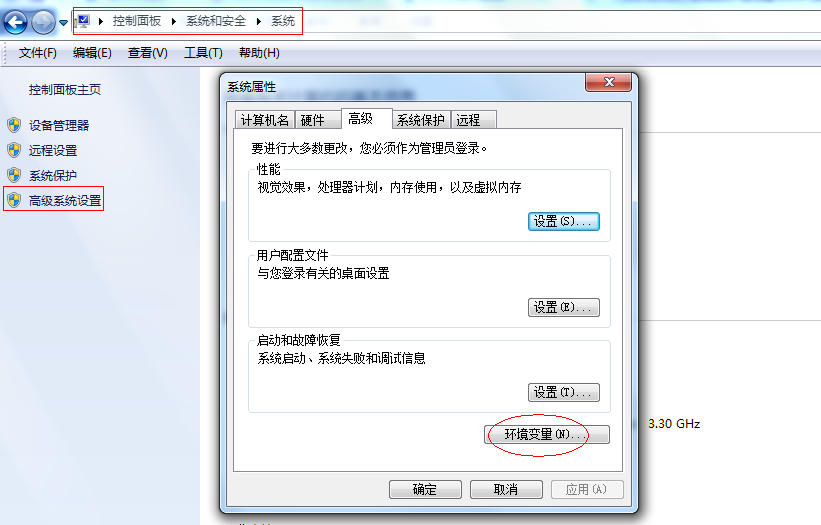 控制面板 ▸ 系统和安全 ▸ 系统
文件(F) 编辑(E) 查看(V) 工具(T) 帮助(H)
控制面板主页
设备管理器
远程设置
系统保护
高级系统设置
系统属性
计算机名 硬件 高级 系统保护 远程
要进行大多数更改，您必须作为管理员登录。
性能
视觉效果，处理器计划，内存使用，以及虚拟内存
设置(S)...
用户配置文件
与您登录有关的桌面设置
设置(E)...
启动和故障恢复
系统启动、系统失败和调试信息
设置(T)...
环境变量(N)...
3.30 GHz
确定 取消 应用(A)